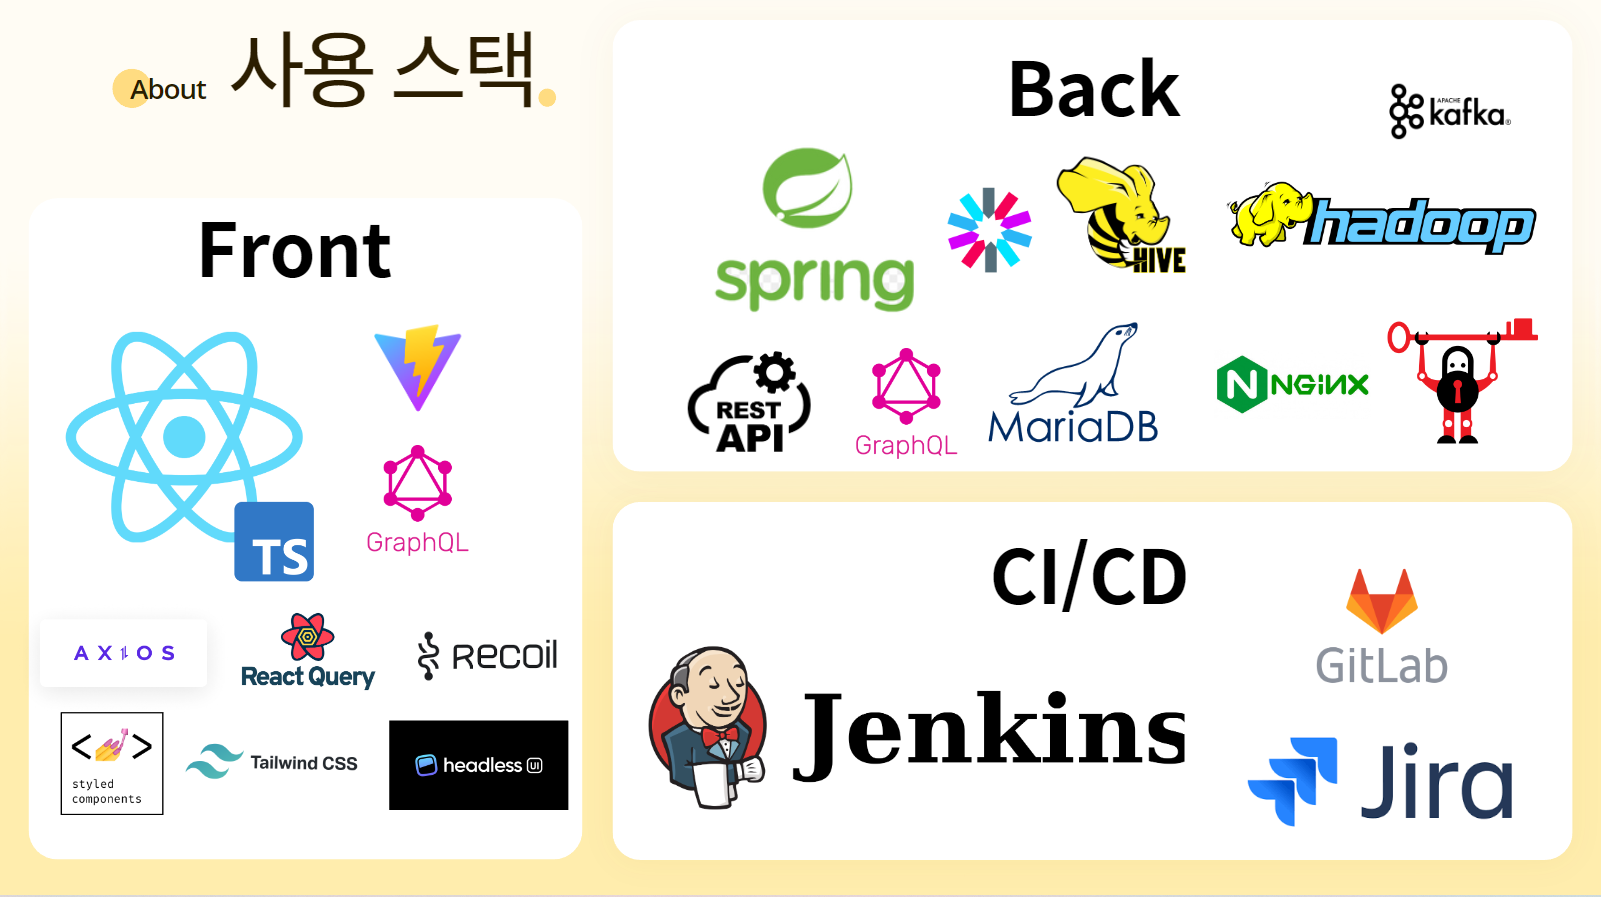 About 사용 스택
Front
TS
GraphQL
AXIOS
React Query
Recoil
<💅>
styled
components
Tailwind CSS
headless UI
Back
APACHE
kafka®
spring
HIVE
hadoop
REST
API
GraphQL
MariaDB
N NGINX
CI/CD
GitLab
Jenkins
Jira